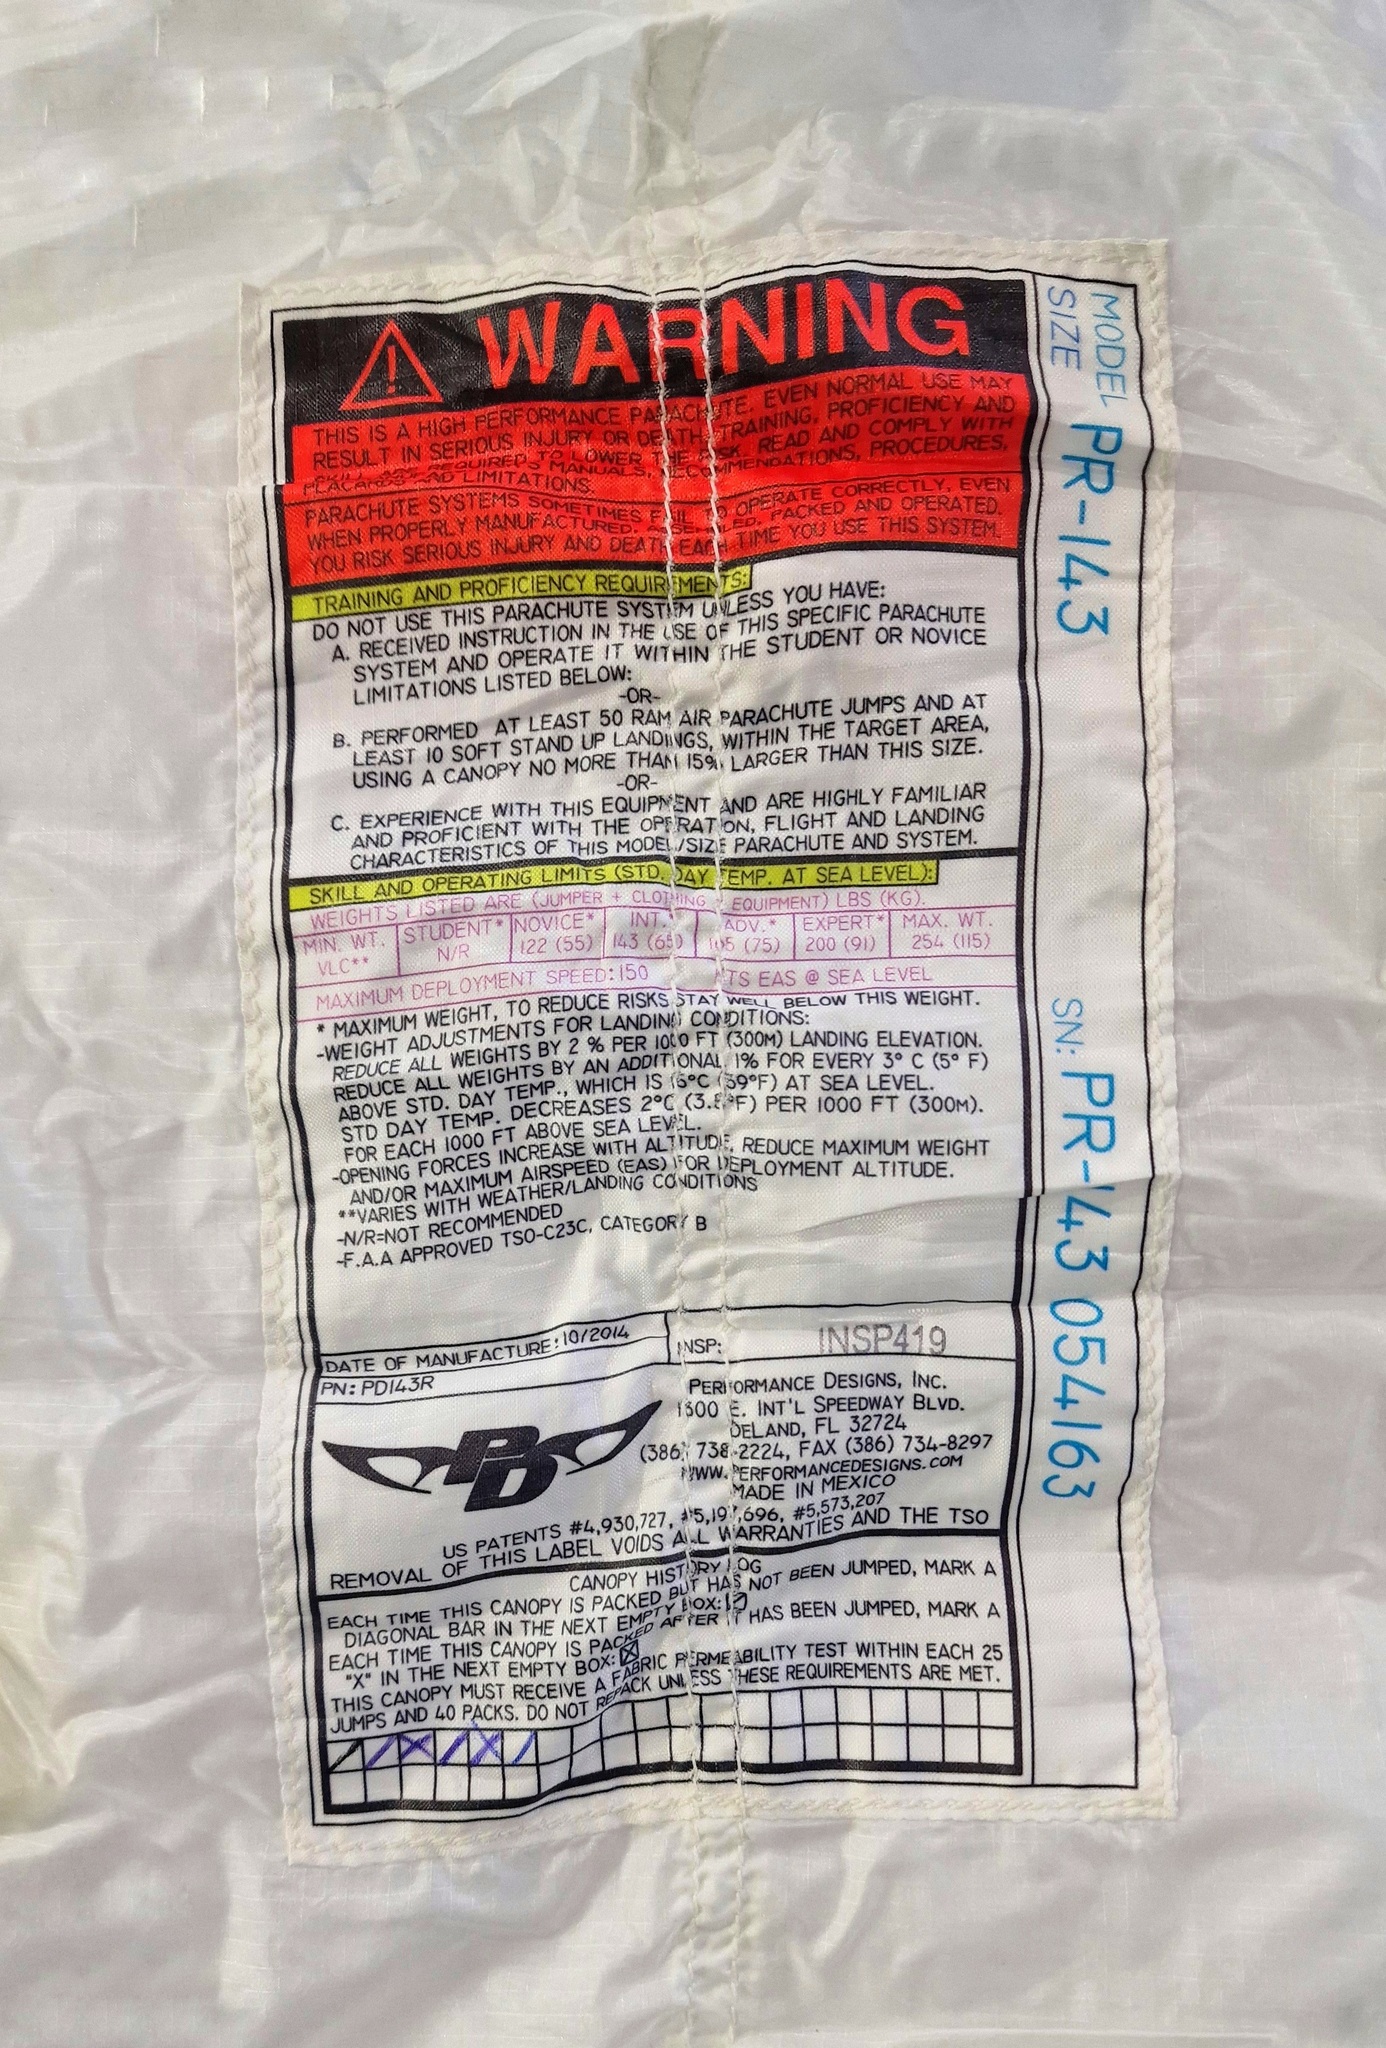 WARNING
THIS IS A HIGH PERFORMANCE PARACHUTE. EVEN NORMAL USE MAY
RESULT IN SERIOUS INJURY OR DEATH. TRAINING, PROFICIENCY AND
REQUIRED TO LOWER THE RISK. READ AND COMPLY WITH
MANUALS, RECOMMENDATIONS, PROCEDURES,
PLACARDS AND LIMITATIONS.
PARACHUTE SYSTEMS SOMETIMES FAIL TO OPERATE CORRECTLY, EVEN
WHEN PROPERLY MANUFACTURED, ASSEMBLED, PACKED AND OPERATED.
YOU RISK SERIOUS INJURY AND DEATH EACH TIME YOU USE THIS SYSTEM.
TRAINING AND PROFICIENCY REQUIREMENTS:
DO NOT USE THIS PARACHUTE SYSTEM UNLESS YOU HAVE:
A. RECEIVED INSTRUCTION IN THE USE OF THIS SPECIFIC PARACHUTE
SYSTEM AND OPERATE IT WITHIN THE STUDENT OR NOVICE
LIMITATIONS LISTED BELOW:
-OR-
B. PERFORMED AT LEAST 50 RAM AIR PARACHUTE JUMPS AND AT
LEAST 10 SOFT STAND UP LANDINGS, WITHIN THE TARGET AREA,
USING A CANOPY NO MORE THAN 15% LARGER THAN THIS SIZE.
-OR-
C. EXPERIENCE WITH THIS EQUIPMENT AND ARE HIGHLY FAMILIAR
AND PROFICIENT WITH THE OPERATION, FLIGHT AND LANDING
CHARACTERISTICS OF THIS MODEL/SIZE PARACHUTE AND SYSTEM.
SKILL AND OPERATING LIMITS (STD. DAY TEMP. AT SEA LEVEL):
WEIGHTS LISTED ARE (JUMPER + CLOTHING + EQUIPMENT) LBS (KG).
MIN. WT. STUDENT* NOVICE* INT.* ADV.* EXPERT* MAX. WT.
VLC** N/R 122 (55) 143 (65) 165 (75) 200 (91) 254 (115)
MAXIMUM DEPLOYMENT SPEED: 150 KTS EAS @ SEA LEVEL
* MAXIMUM WEIGHT, TO REDUCE RISKS STAY WELL BELOW THIS WEIGHT.
-WEIGHT ADJUSTMENTS FOR LANDING CONDITIONS:
REDUCE ALL WEIGHTS BY 2 % PER 1000 FT (300M) LANDING ELEVATION.
REDUCE ALL WEIGHTS BY AN ADDITIONAL 1% FOR EVERY 3° C (5° F)
ABOVE STD. DAY TEMP., WHICH IS 15°C (59°F) AT SEA LEVEL.
STD DAY TEMP. DECREASES 2°C (3.8°F) PER 1000 FT (300M).
FOR EACH 1000 FT ABOVE SEA LEVEL.
-OPENING FORCES INCREASE WITH ALTITUDE, REDUCE MAXIMUM WEIGHT
AND/OR MAXIMUM AIRSPEED (EAS) FOR DEPLOYMENT ALTITUDE.
**VARIES WITH WEATHER/LANDING CONDITIONS
-N/R=NOT RECOMMENDED
-F.A.A APPROVED TSO-C23C, CATEGORY B
DATE OF MANUFACTURE: 10/2014 INSP: INSP419
PN: PD143R
PD
PERFORMANCE DESIGNS, INC.
1300 E. INT'L SPEEDWAY BLVD.
DELAND, FL 32724
(386) 738-2224, FAX (386) 734-8297
WWW.PERFORMANCEDESIGNS.COM
MADE IN MEXICO
US PATENTS #4,930,727, #5,197,696, #5,573,207
REMOVAL OF THIS LABEL VOIDS ALL WARRANTIES AND THE TSO
CANOPY HISTORY LOG
EACH TIME THIS CANOPY IS PACKED BUT HAS NOT BEEN JUMPED, MARK A
DIAGONAL BAR IN THE NEXT EMPTY BOX:
EACH TIME THIS CANOPY IS PACKED AFTER IT HAS BEEN JUMPED, MARK A
"X" IN THE NEXT EMPTY BOX:
THIS CANOPY MUST RECEIVE A FABRIC PERMEABILITY TEST WITHIN EACH 25
JUMPS AND 40 PACKS. DO NOT REPACK UNLESS THESE REQUIREMENTS ARE MET.
MODEL PR-143
SIZE
SN: PR-143 054163